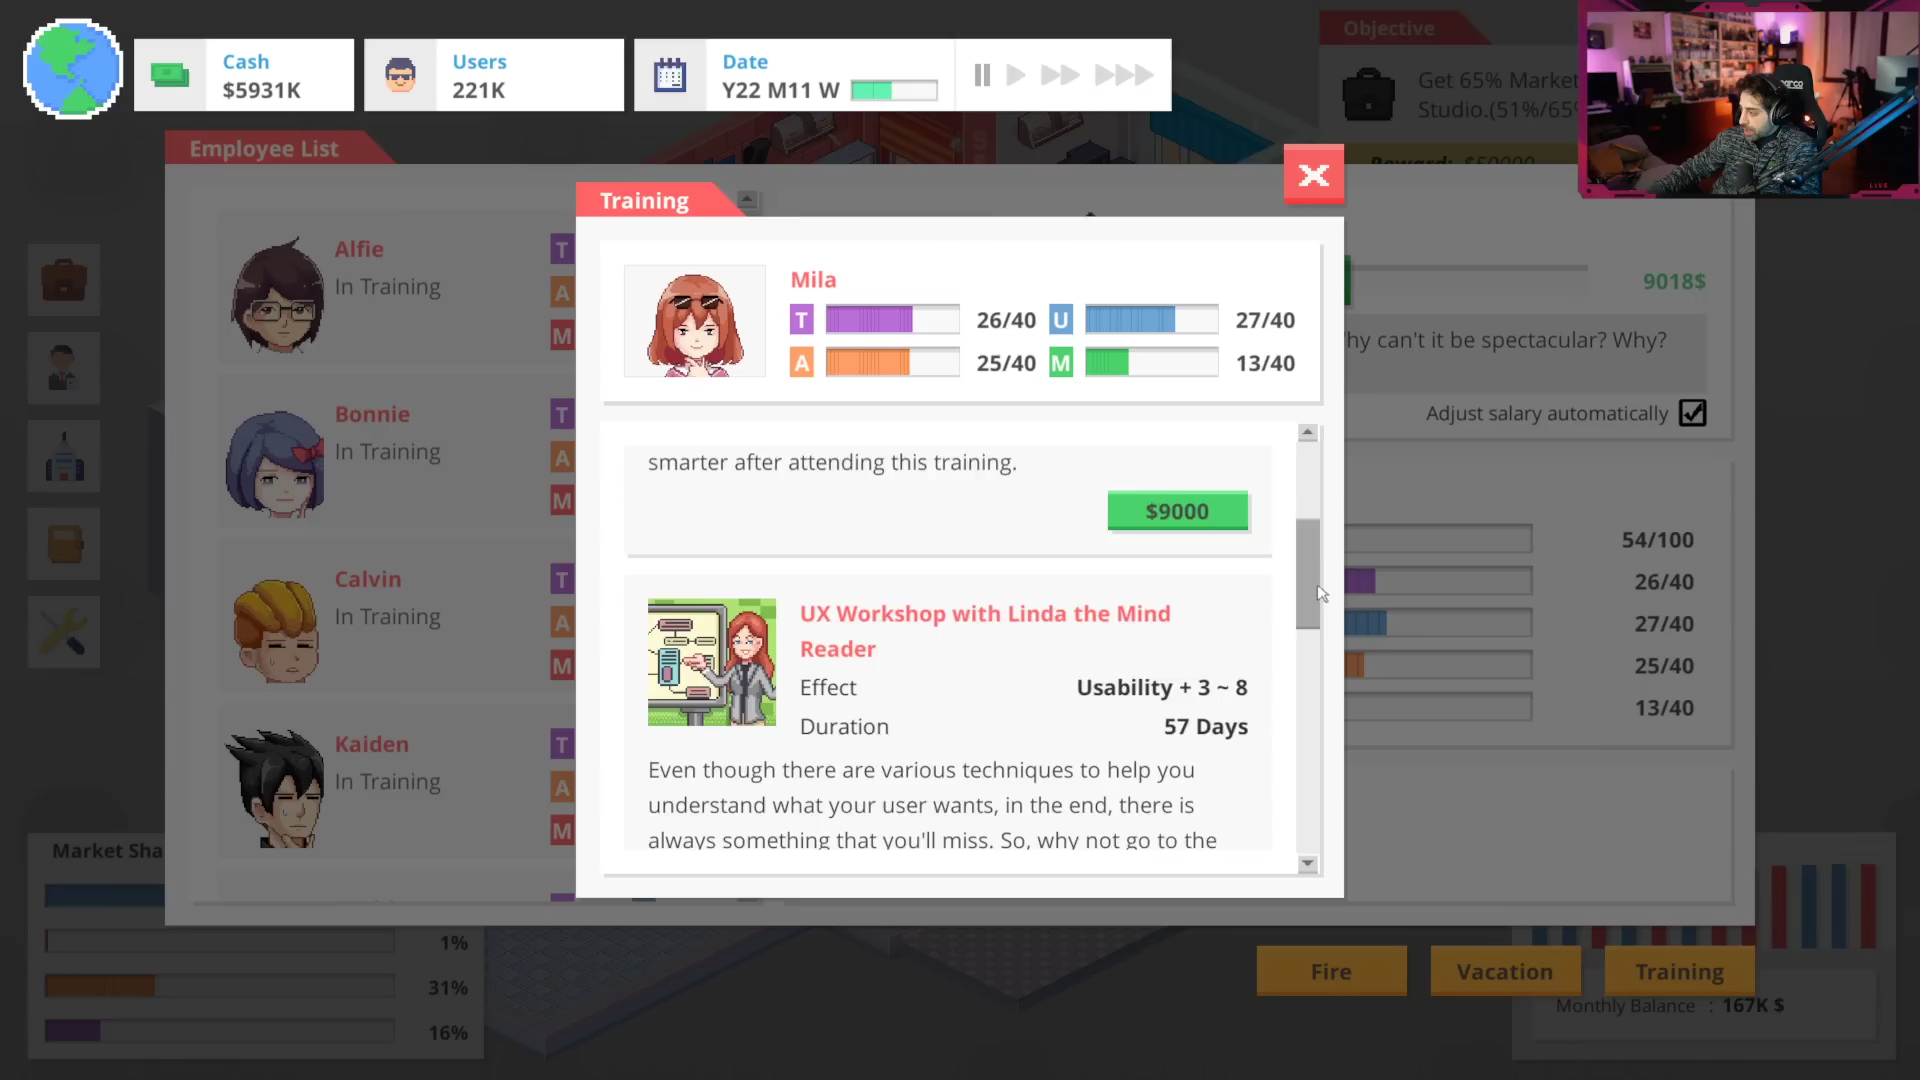 Cash
$5931K
Users
221K
Date
Y22 M11 W
Objective
Get 65% Market
Studio.(51%/65%
Reward: $50000
LIVE
Employee List
Training
Alfie
In Training
T
A
M
Bonnie
In Training
T
A
M
Calvin
In Training
T
A
M
Kaiden
In Training
T
A
M
Mila
T 26/40 U 27/40
A 25/40 M 13/40
smarter after attending this training.
$9000
UX Workshop with Linda the Mind
Reader
Effect Usability + 3 ~ 8
Duration 57 Days
Even though there are various techniques to help you
understand what your user wants, in the end, there is
always something that you'll miss. So, why not go to the
9018$
hy can't it be spectacular? Why?
Adjust salary automatically
54/100
26/40
27/40
25/40
13/40
Market Sha
1%
31%
16%
Fire
Vacation
Training
Monthly Balance : 167K $